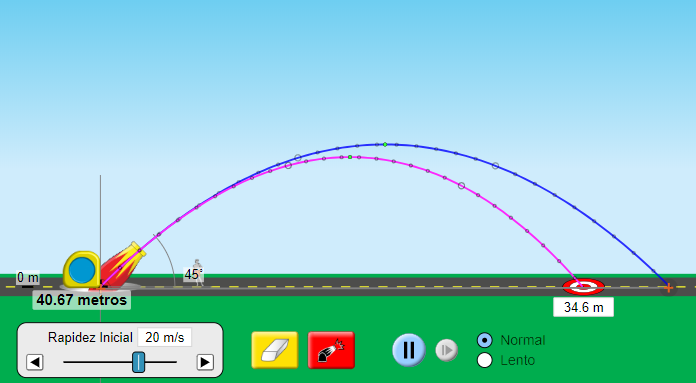 0 m
45°
40.67 metros
34.6 m
Rapidez Inicial 20 m/s
Normal
Lento